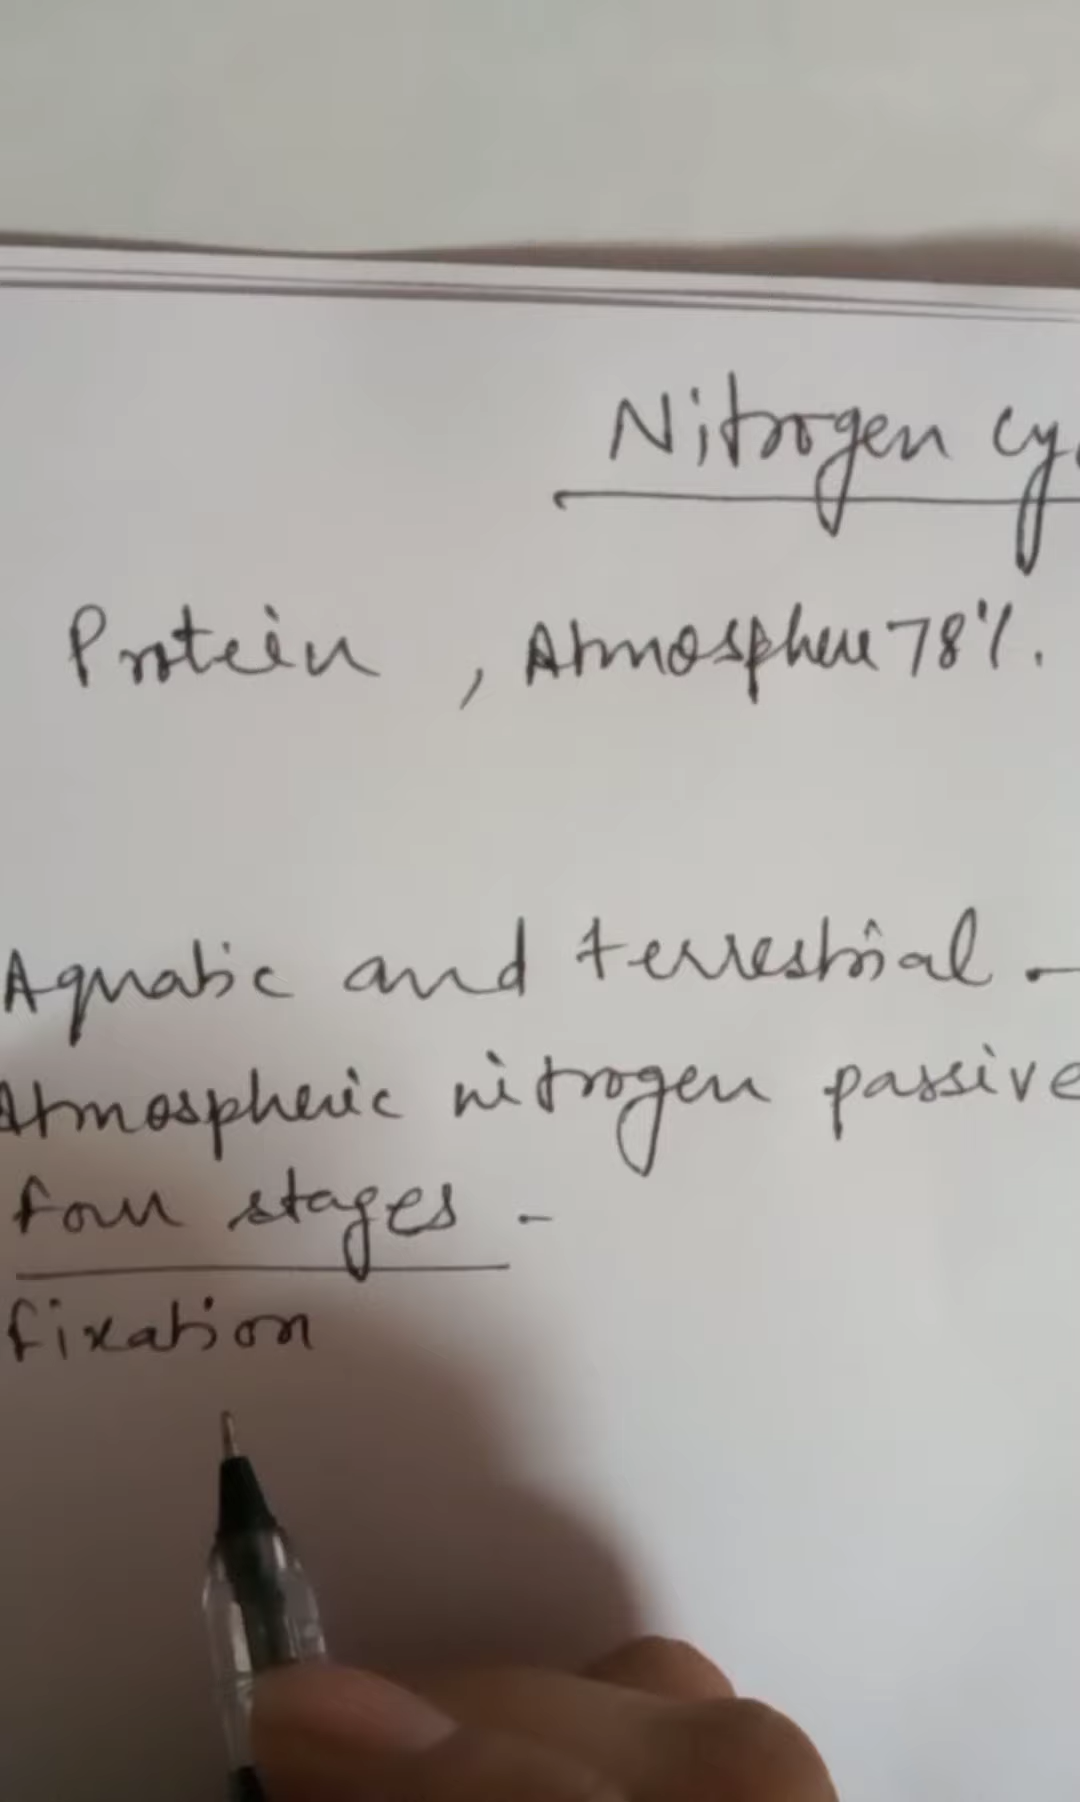 Nitrogen Cy
Protein , Atmosphere 78%.
Aquatic and terrestrial -
Atmospheric nitrogen passive
four stages -
fixation